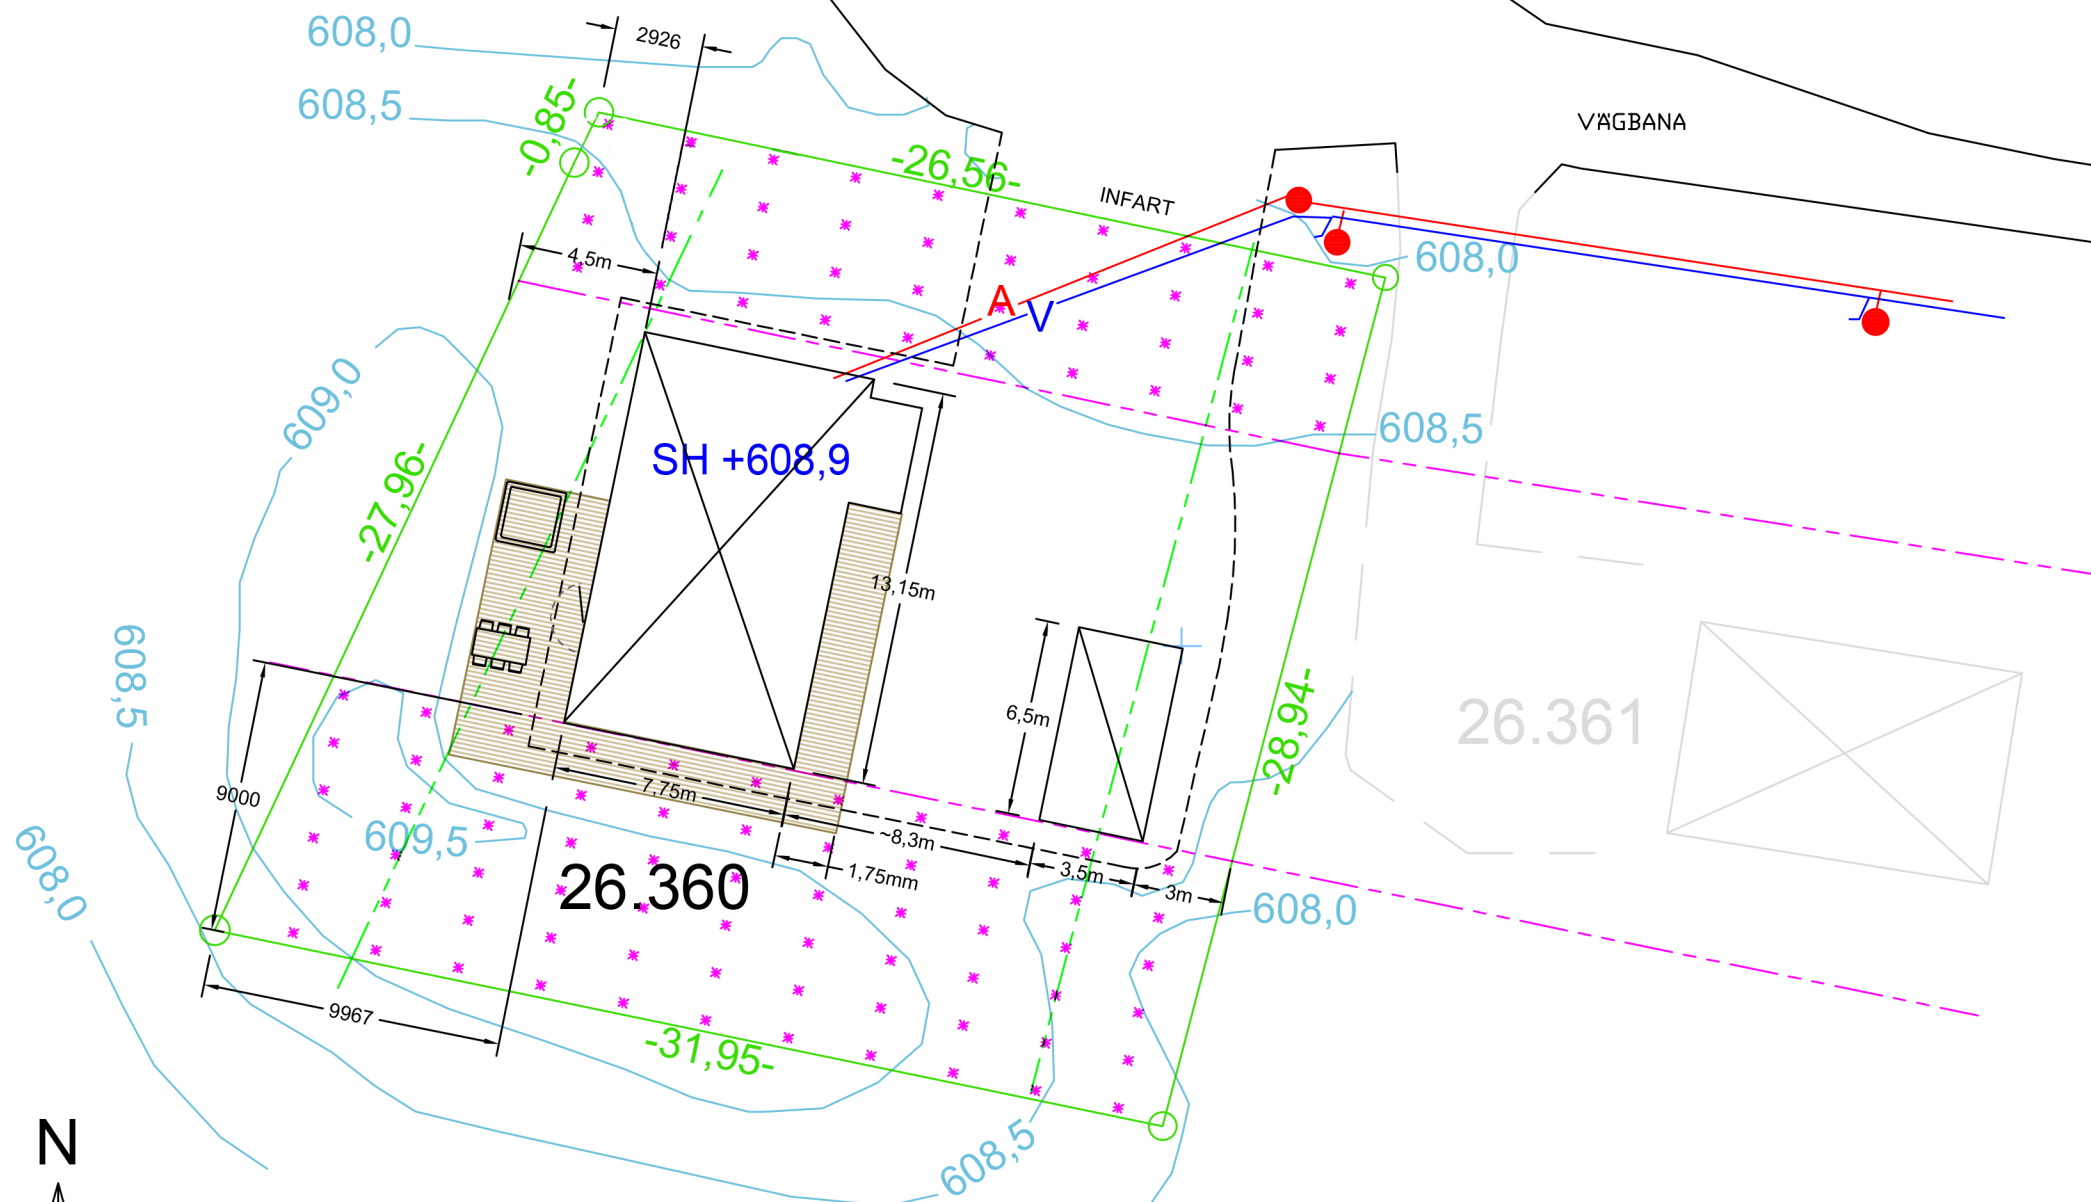 608,0
2926
608,5
-0,85-
VÄGBANA
-26,56-
INFART
4,5m
608,0
A
V
609,0
608,5
SH +608,9
-27,96-
13,15m
608,5
6,5m
-28,94-
26.361
9000
7,75m
609,5
~8,3m
608,0
26.360
1,75mm
3,5m
3m
608,0
9967
-31,95-
N
608,5